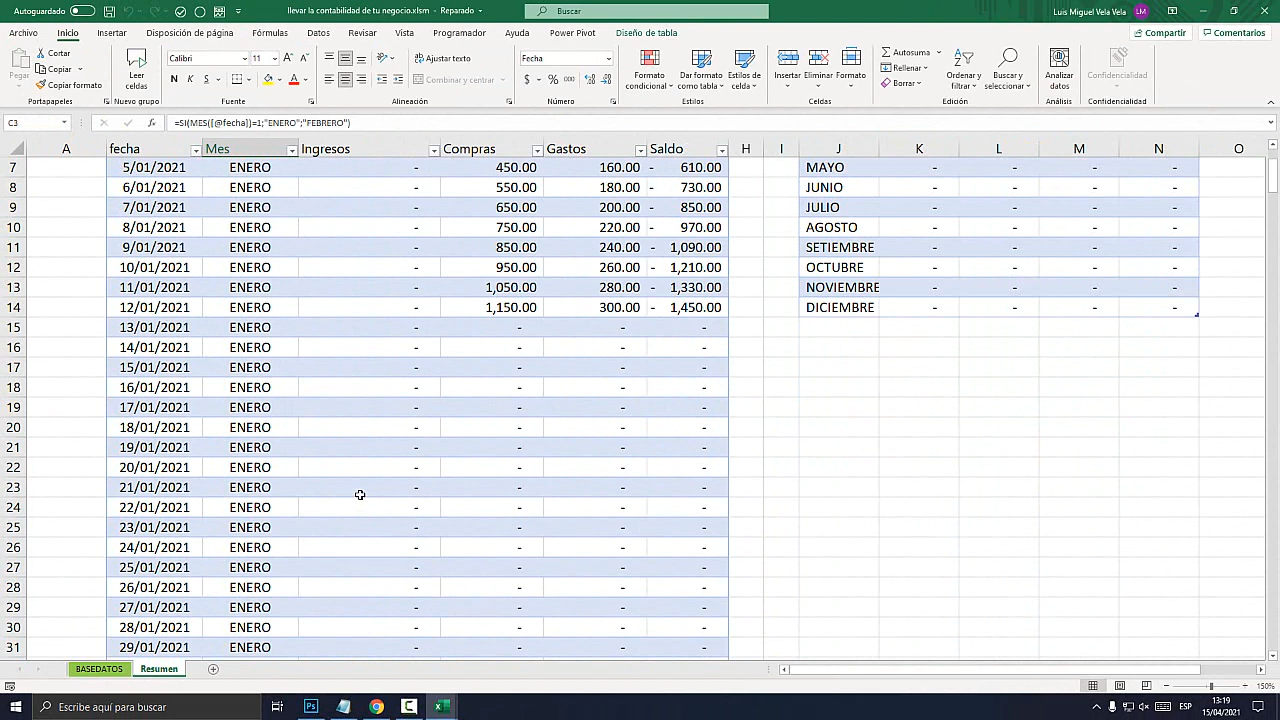 Autoguardado
llevar la contabilidad de tu negocio.xlsm - Reparado
Buscar
Luis Miguel Vela Vela
LM
Archivo Inicio Insertar Disposición de página Fórmulas Datos Revisar Vista Programador Ayuda Power Pivot Diseño de tabla
Compartir Comentarios
Pegar
Cortar
Copiar
Copiar formato
Portapapeles
Leer celdas
Nuevo grupo
Calibri 11
N K S
Fuente
Ajustar texto
Combinar y centrar
Alineación
Fecha
$ % 000
Número
Formato condicional
Dar formato como tabla
Estilos de celda
Estilos
Insertar Eliminar Formato
Celdas
Autosuma
Rellenar
Borrar
Ordenar y filtrar
Buscar y seleccionar
Edición
Analizar datos
Análisis
Confidencialidad
Confidencialidad
C3 fx =SI(MES([@fecha])=1;"ENERO";"FEBRERO")
A fecha Mes Ingresos Compras Gastos Saldo H I J K L M N O
7 5/01/2021 ENERO - 450.00 160.00 - 610.00 MAYO - - - -
8 6/01/2021 ENERO - 550.00 180.00 - 730.00 JUNIO - - - -
9 7/01/2021 ENERO - 650.00 200.00 - 850.00 JULIO - - - -
10 8/01/2021 ENERO - 750.00 220.00 - 970.00 AGOSTO - - - -
11 9/01/2021 ENERO - 850.00 240.00 - 1,090.00 SETIEMBRE - - - -
12 10/01/2021 ENERO - 950.00 260.00 - 1,210.00 OCTUBRE - - - -
13 11/01/2021 ENERO - 1,050.00 280.00 - 1,330.00 NOVIEMBRE - - - -
14 12/01/2021 ENERO - 1,150.00 300.00 - 1,450.00 DICIEMBRE - - - -
15 13/01/2021 ENERO - - - -
16 14/01/2021 ENERO - - - -
17 15/01/2021 ENERO - - - -
18 16/01/2021 ENERO - - - -
19 17/01/2021 ENERO - - - -
20 18/01/2021 ENERO - - - -
21 19/01/2021 ENERO - - - -
22 20/01/2021 ENERO - - - -
23 21/01/2021 ENERO - - - -
24 22/01/2021 ENERO - - - -
25 23/01/2021 ENERO - - - -
26 24/01/2021 ENERO - - - -
27 25/01/2021 ENERO - - - -
28 26/01/2021 ENERO - - - -
29 27/01/2021 ENERO - - - -
30 28/01/2021 ENERO - - - -
31 29/01/2021 ENERO - - - -
BASEDATOS Resumen
150%
Escribe aquí para buscar
Ps
ESP
13:19
15/04/2021